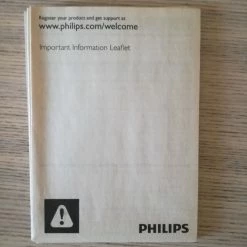 Register your product and get support at
www.philips.com/welcome
Important Information Leaflet
PHILIPS